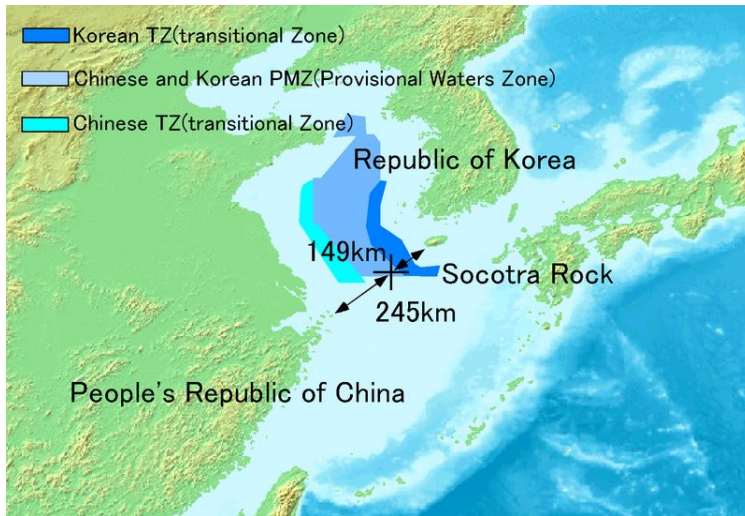 Korean TZ(transitional Zone)
Chinese and Korean PMZ(Provisional Waters Zone)
Chinese TZ(transitional Zone)
Republic of Korea
149km
Socotra Rock
245km
People's Republic of China